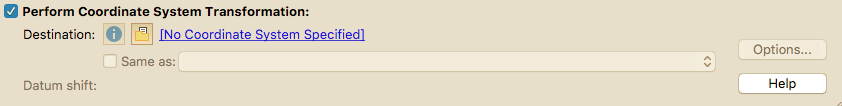 Perform Coordinate System Transformation:
Destination: [No Coordinate System Specified]
Same as:
Options...
Datum shift:
Help